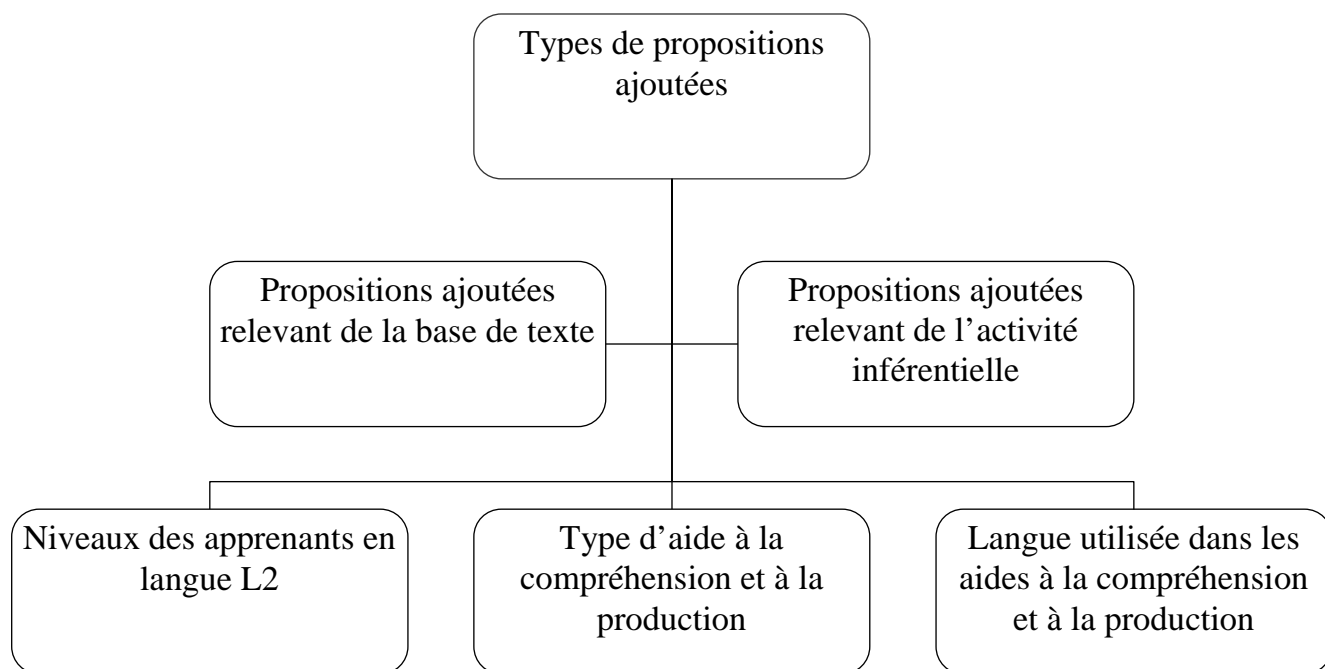 Types de propositions
ajoutées
Propositions ajoutées
relevant de la base de texte
Propositions ajoutées
relevant de l’activité
inférentielle
Niveaux des apprenants en
langue L2
Type d’aide à la
compréhension et à la
production
Langue utilisée dans les
aides à la compréhension
et à la production